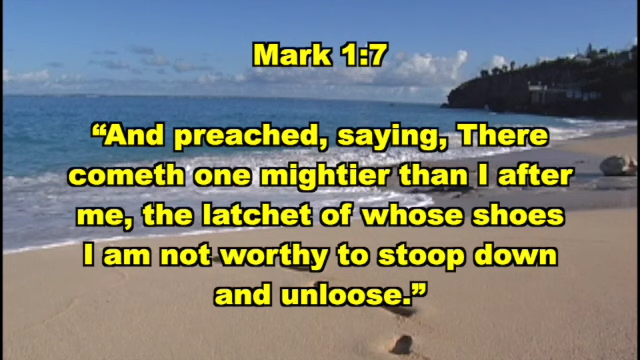 Mark 1:7
“And preached, saying, There
cometh one mightier than I after
me, the latchet of whose shoes
I am not worthy to stoop down
and unloose.”